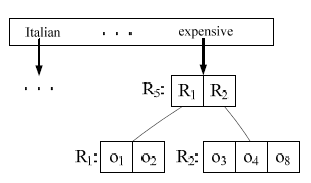 Italian . . . expensive
. . .
R5: R1 R2
R1: o1 o2 R2: o3 o4 o8